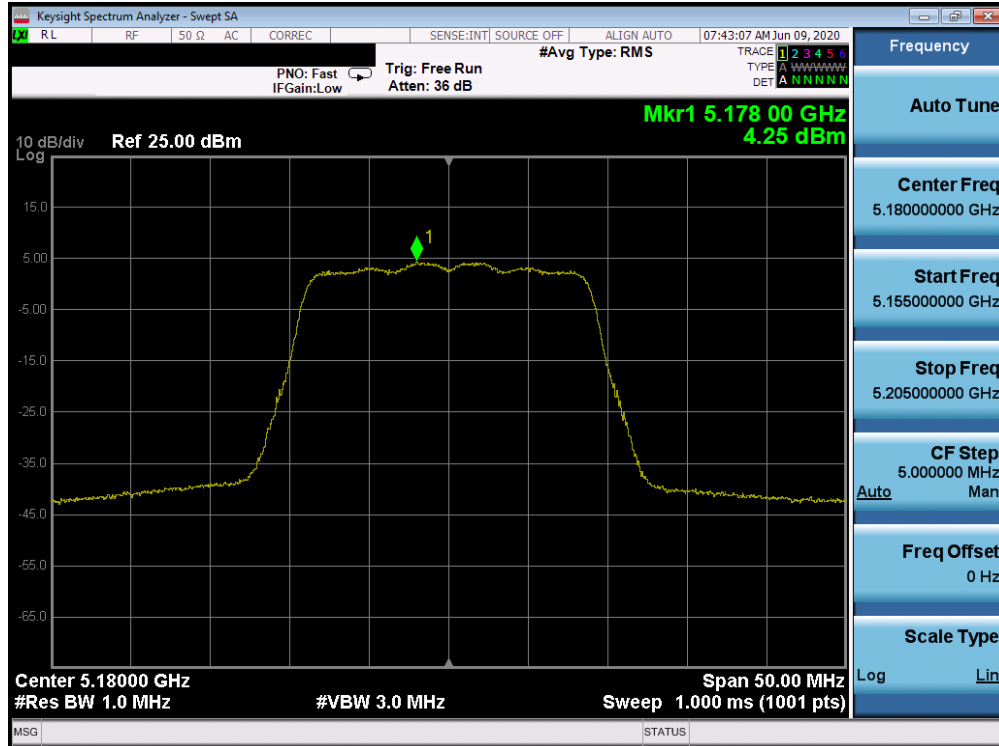 Keysight Spectrum Analyzer - Swept SA
LXI RL RF 50 Ω AC CORREC SENSE:INT SOURCE OFF ALIGN AUTO 07:43:07 AM Jun 09, 2020
PNO: Fast Trig: Free Run #Avg Type: RMS TRACE 1 2 3 4 5 6
IFGain:Low Atten: 36 dB TYPE A WWWWW
DET A N N N N N
Mkr1 5.178 00 GHz
4.25 dBm
10 dB/div Ref 25.00 dBm
Log
15.0
5.00
-5.00
-15.0
-25.0
-35.0
-45.0
-55.0
-65.0
1
Center 5.18000 GHz Span 50.00 MHz
#Res BW 1.0 MHz #VBW 3.0 MHz Sweep 1.000 ms (1001 pts)
MSG STATUS
Frequency
Auto Tune
Center Freq
5.180000000 GHz
Start Freq
5.155000000 GHz
Stop Freq
5.205000000 GHz
CF Step
5.000000 MHz
Auto Man
Freq Offset
0 Hz
Scale Type
Log Lin